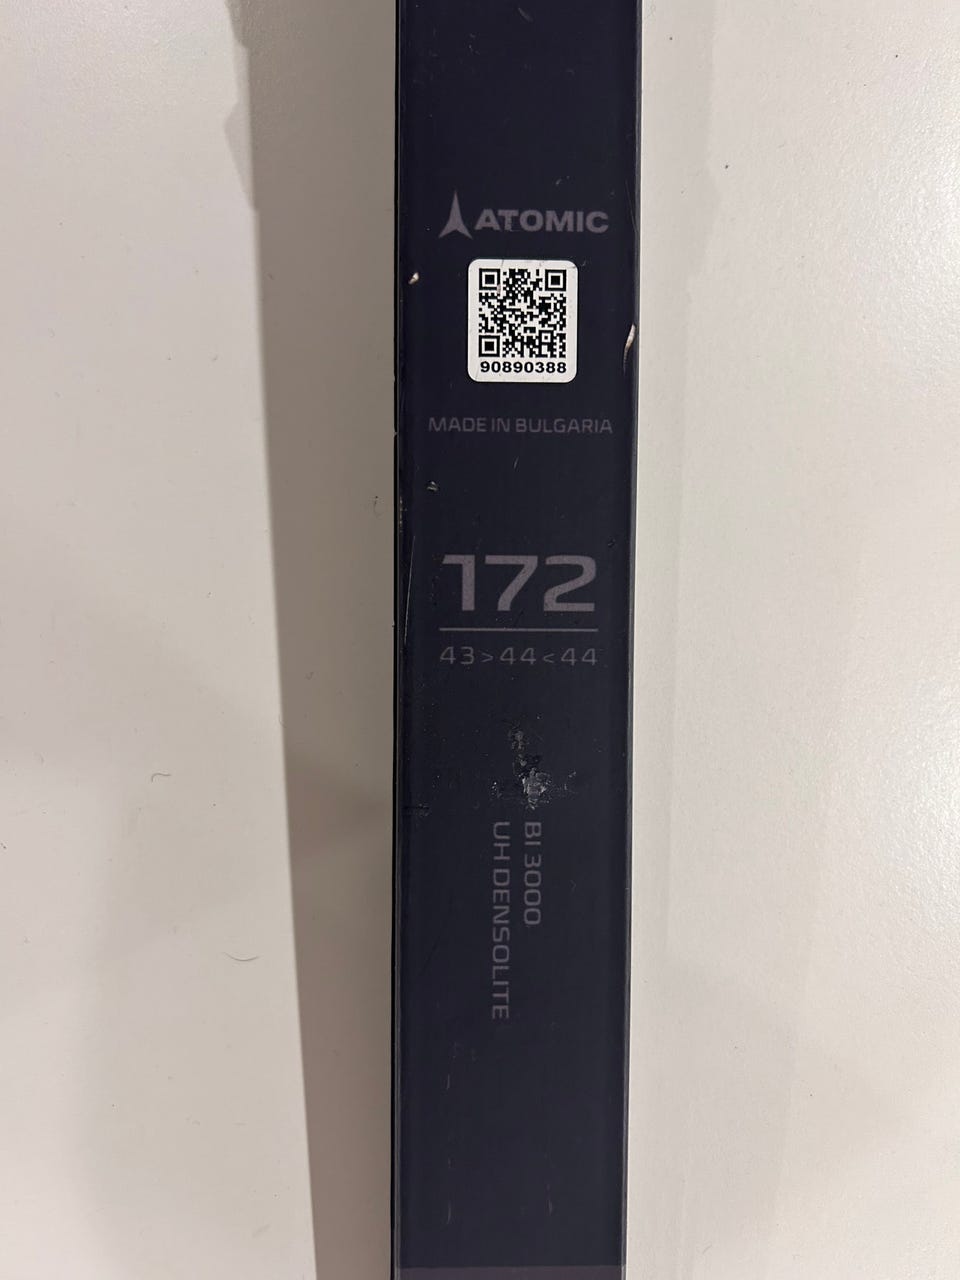 ATOMIC
90890388
MADE IN BULGARIA
172
43>44<44
BI 3000
UH DENSOLITE